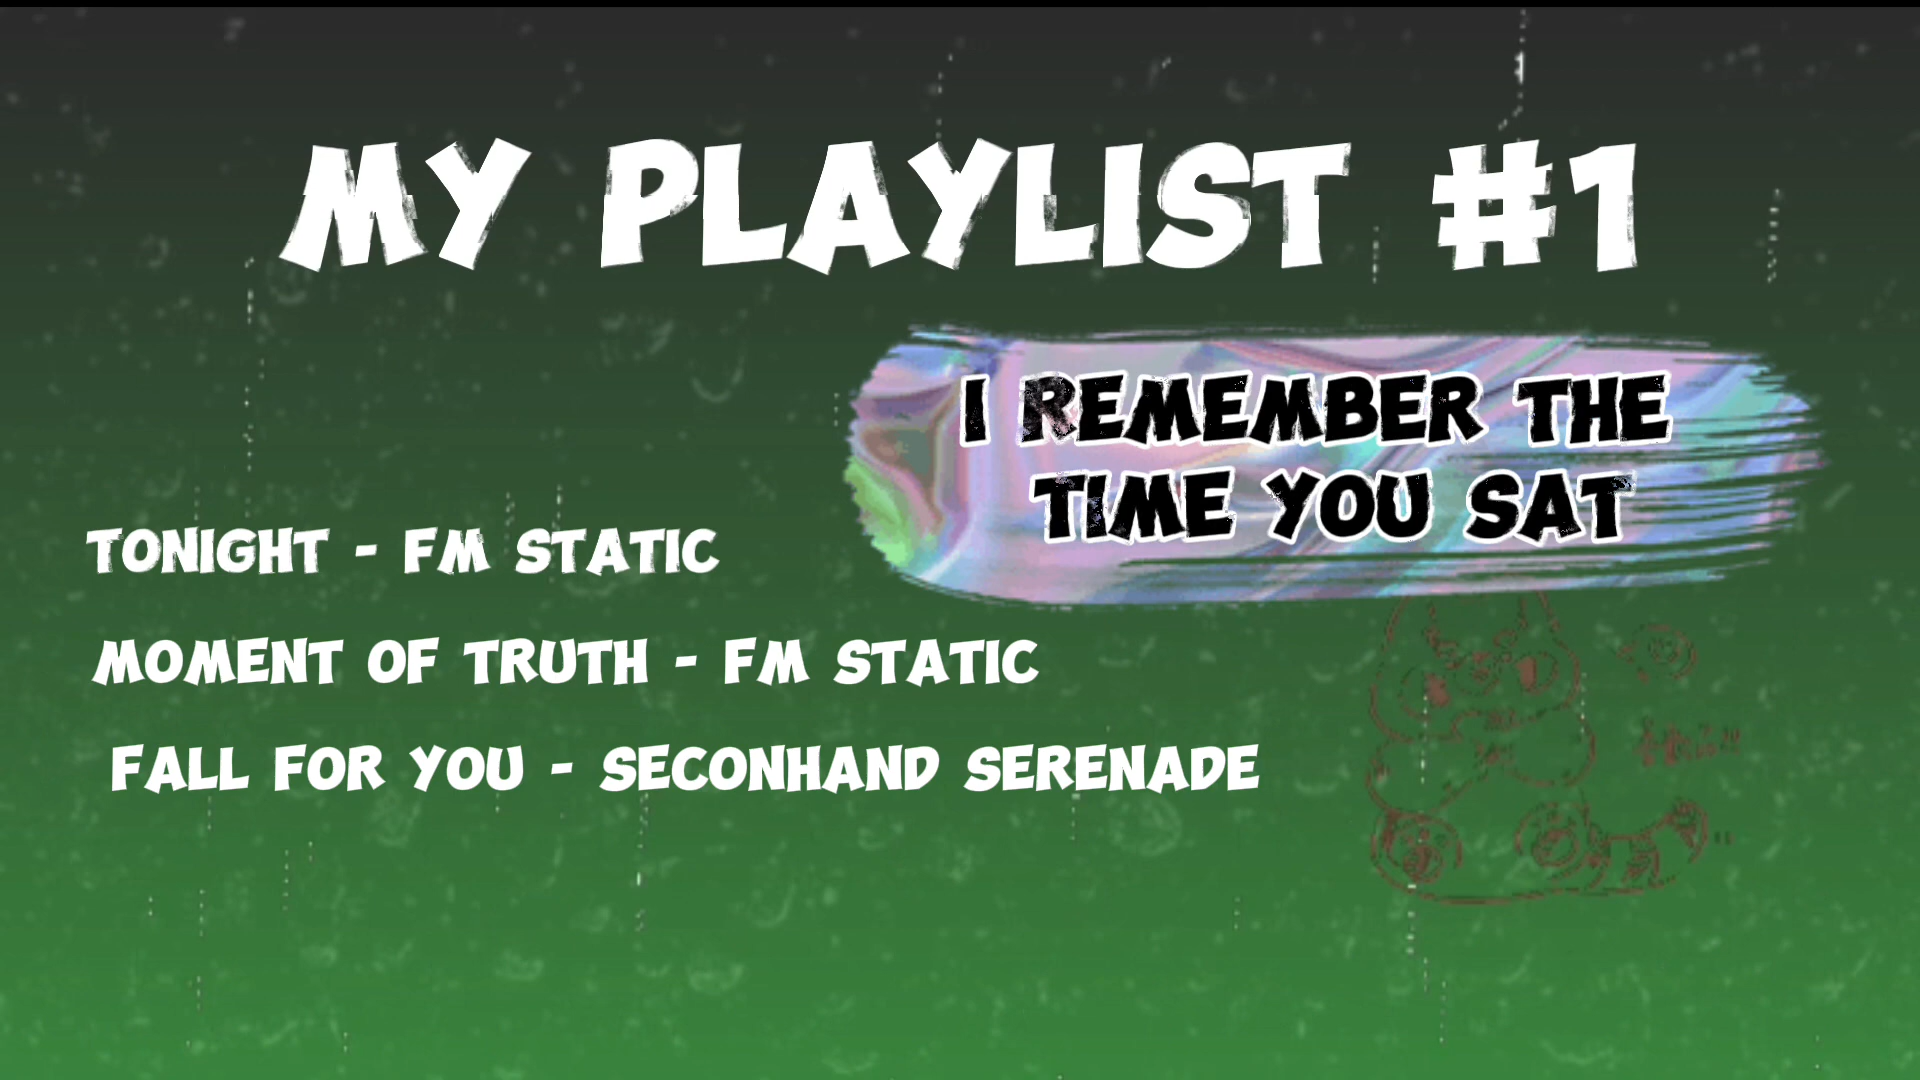 MY PLAYLIST #1
I REMEMBER THE
TIME YOU SAT
TONIGHT - FM STATIC
MOMENT OF TRUTH - FM STATIC
FALL FOR YOU - SECONHAND SERENADE